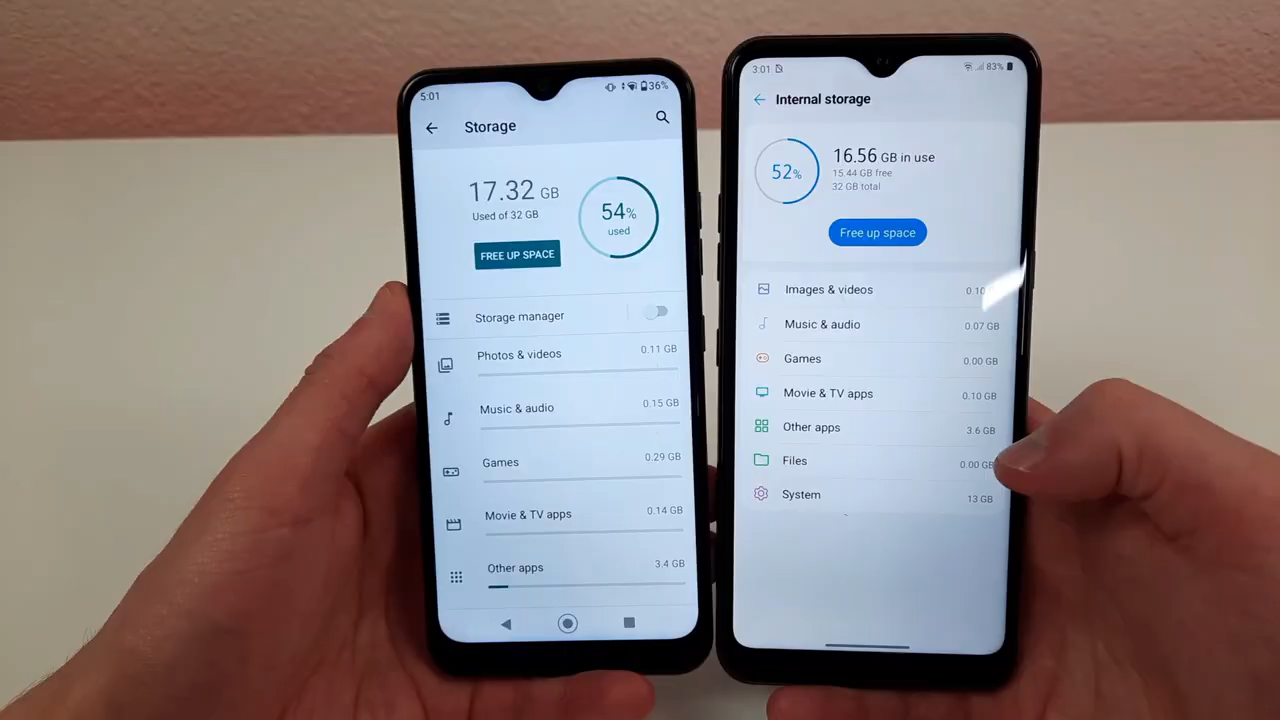 5:01
36%
Storage
17.32 GB
Used of 32 GB
54%
used
FREE UP SPACE
Storage manager
Photos & videos
0.11 GB
Music & audio
0.15 GB
Games
0.29 GB
Movie & TV apps
0.14 GB
Other apps
3.4 GB
3:01
83%
Internal storage
52%
16.56 GB in use
15.44 GB free
32 GB total
Free up space
Images & videos
0.10
Music & audio
0.07 GB
Games
0.00 GB
Movie & TV apps
0.10 GB
Other apps
3.6 GB
Files
0.00 GB
System
13 GB